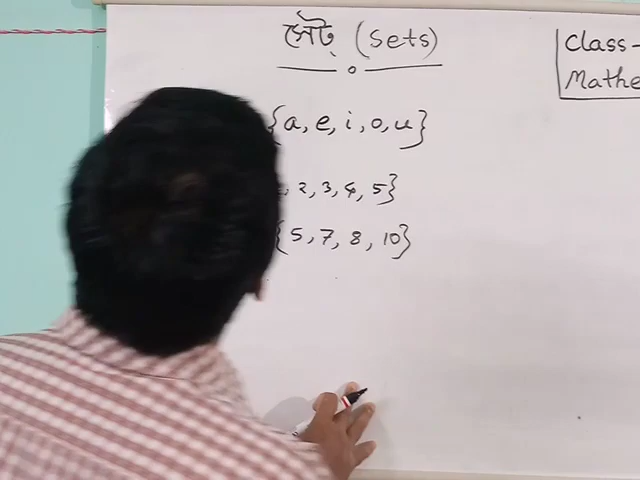 সেট্ (Sets)
Class-
Mathe
{a, e, i, o, u}
, 2, 3, 4, 5}
{5, 7, 8, 10}